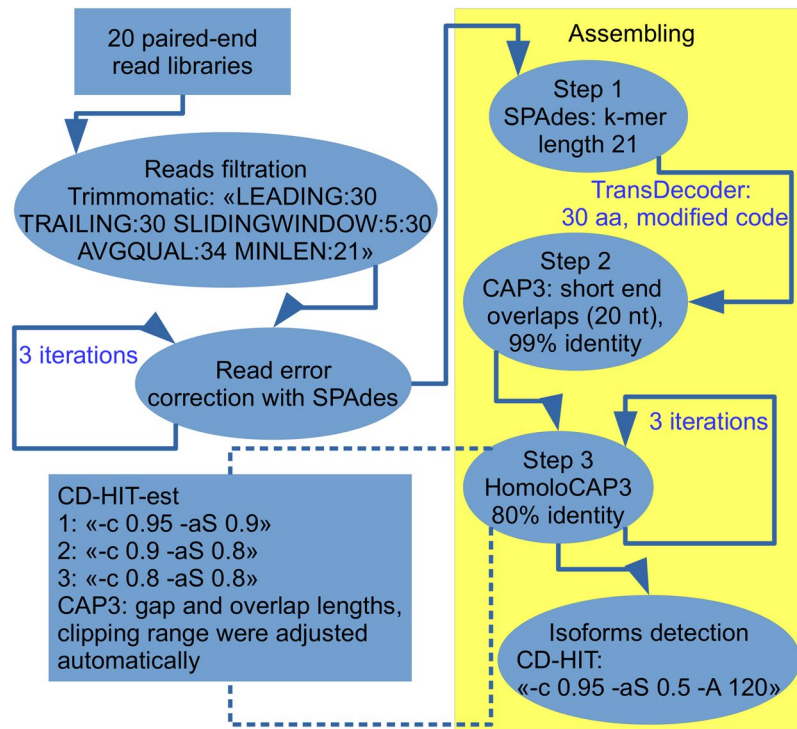 20 paired-end
read libraries
Reads filtration
Trimmomatic: «LEADING:30
TRAILING:30 SLIDINGWINDOW:5:30
AVGQUAL:34 MINLEN:21»
3 iterations
Read error
correction with SPAdes
Assembling
Step 1
SPAdes: k-mer
length 21
TransDecoder:
30 aa, modified code
Step 2
CAP3: short end
overlaps (20 nt),
99% identity
Step 3
HomoloCAP3
80% identity
3 iterations
CD-HIT-est
1: «-c 0.95 -aS 0.9»
2: «-c 0.9 -aS 0.8»
3: «-c 0.8 -aS 0.8»
CAP3: gap and overlap lengths,
clipping range were adjusted
automatically
Isoforms detection
CD-HIT:
«-c 0.95 -aS 0.5 -A 120»